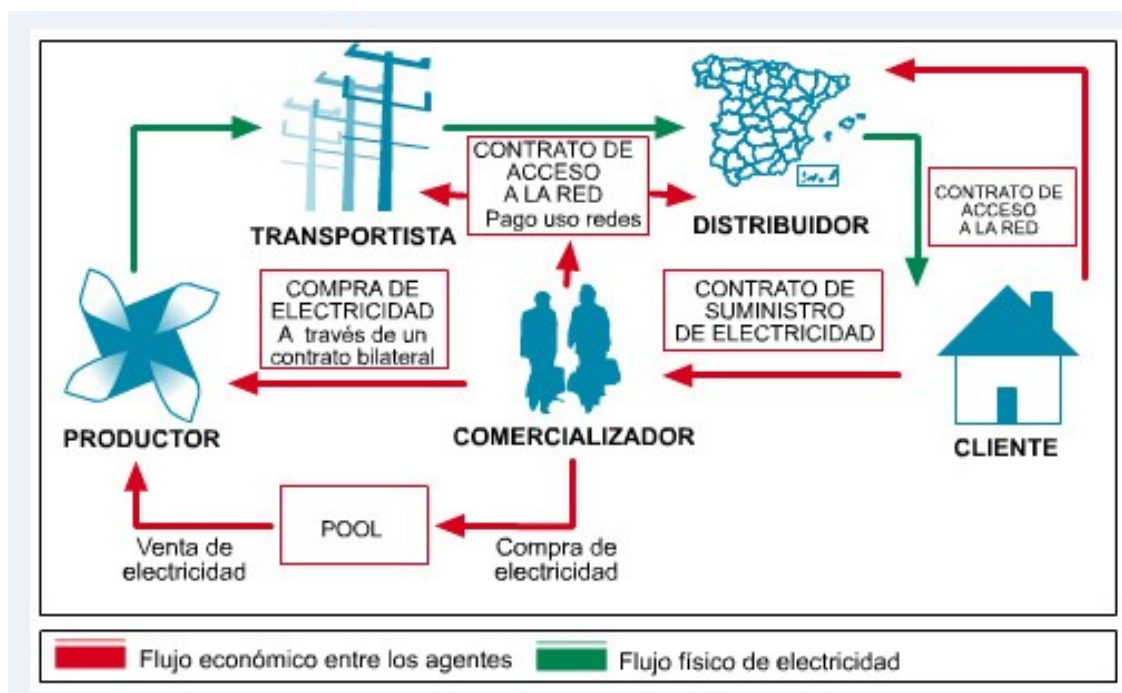 CONTRATO DE
ACCESO
A LA RED
Pago uso redes
TRANSPORTISTA
DISTRIBUIDOR
CONTRATO DE
ACCESO
A LA RED
COMPRA DE
ELECTRICIDAD
A través de un
contrato bilateral
CONTRATO DE
SUMINISTRO
DE ELECTRICIDAD
PRODUCTOR
COMERCIALIZADOR
CLIENTE
POOL
Venta de
electricidad
Compra de
electricidad
Flujo económico entre los agentes
Flujo físico de electricidad